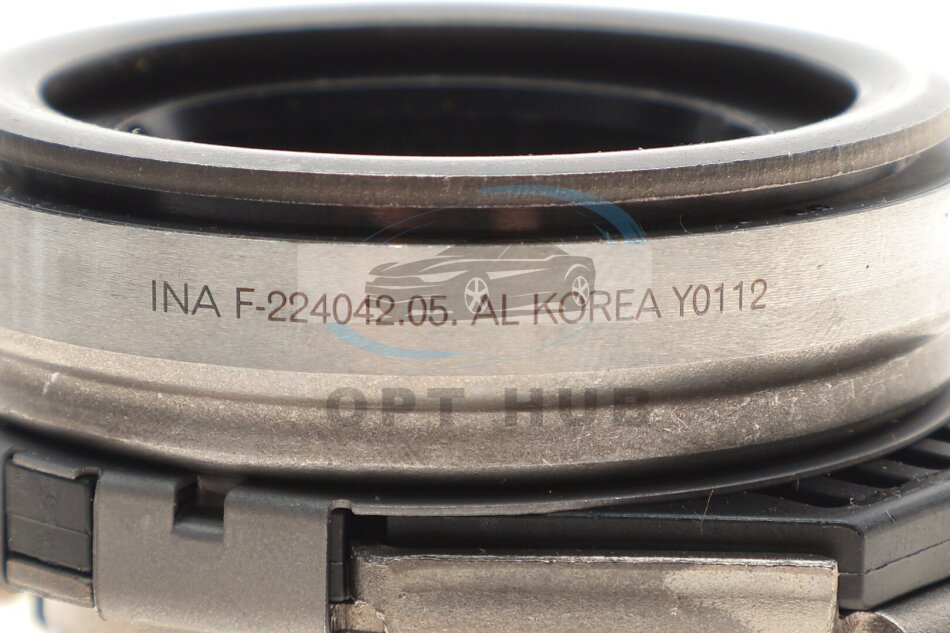 INA F-224042.05. AL KOREA Y0112
OPT HUB